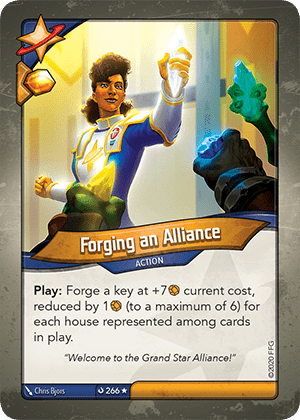 Forging an Alliance
ACTION
Play: Forge a key at +7 current cost,
reduced by 1 (to a maximum of 6) for
each house represented among cards
in play.
"Welcome to the Grand Star Alliance!"
©2020 FFG
Chris Bjors
266